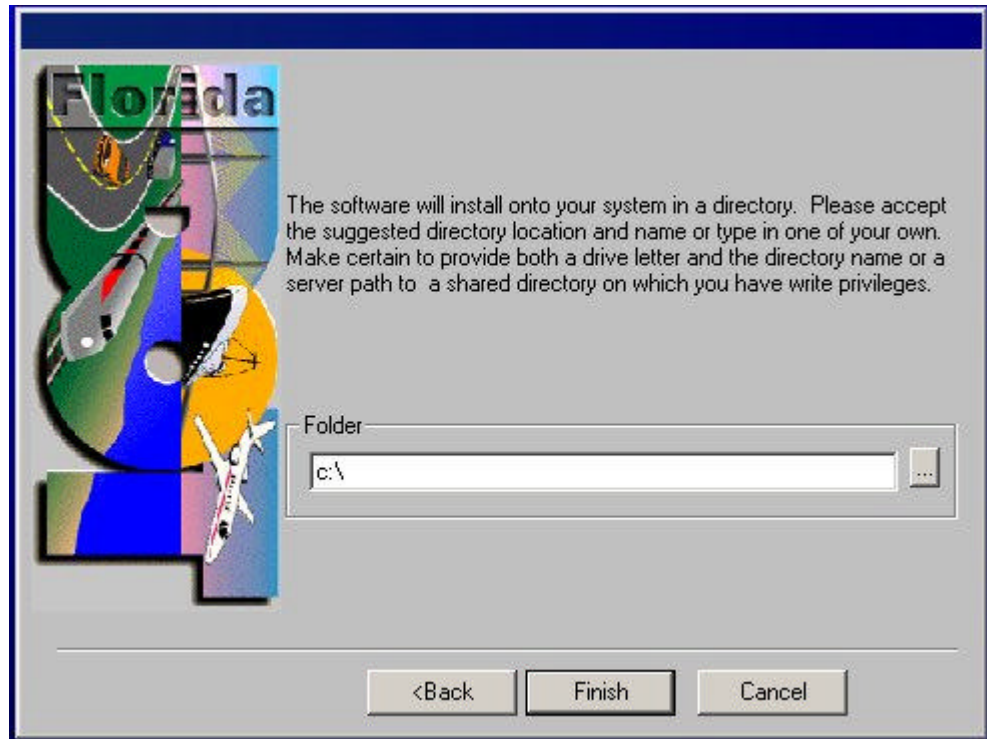 Florida
The software will install onto your system in a directory.  Please accept
the suggested directory location and name or type in one of your own.
Make certain to provide both a drive letter and the directory name or a
server path to  a shared directory on which you have write privileges.
Folder
c:\
...
<Back
Finish
Cancel